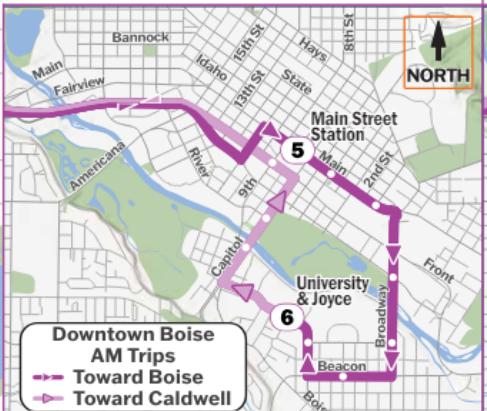 Bannock
15th St
Hays
8th St
NORTH
Main
Idaho
State
Fairview
13th St
Main Street
Station
5
Main
2nd St
Americana
River
9th
Capitol
Front
University
& Joyce
6
Broadway
Beacon
Bois
Downtown Boise
AM Trips
Toward Boise
Toward Caldwell